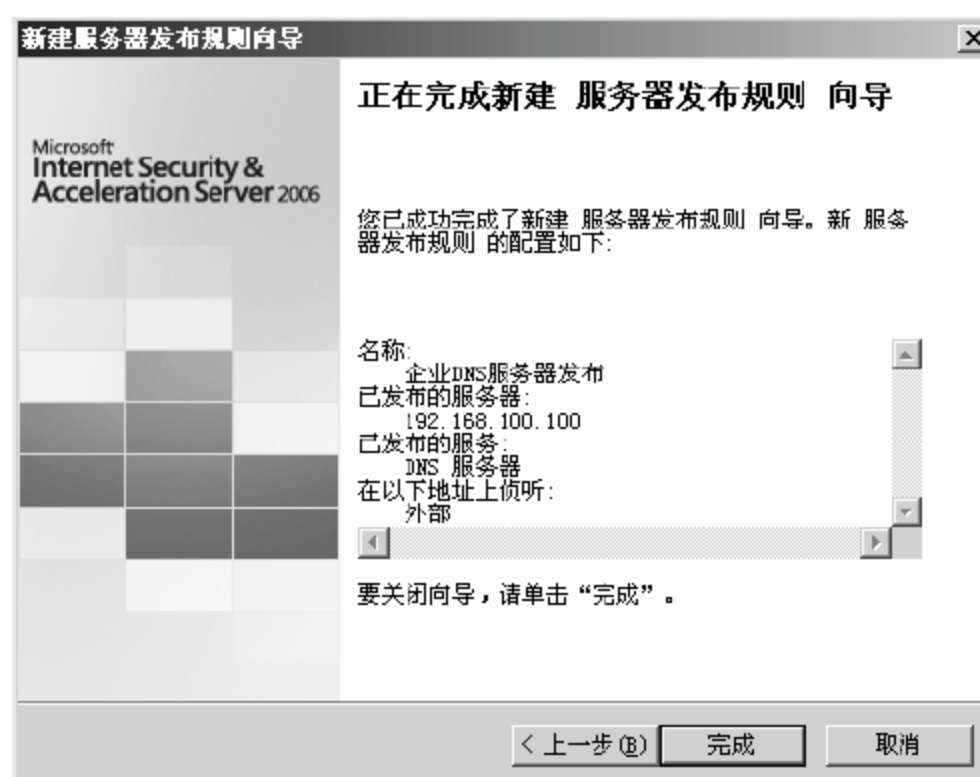 新建服务器发布规则向导
正在完成新建 服务器发布规则 向导
Microsoft
Internet Security &
Acceleration Server 2006
您已成功完成了新建 服务器发布规则 向导。新 服务
器发布规则 的配置如下:
名称:
企业DNS服务器发布
已发布的服务器:
192.168.100.100
已发布的服务:
DNS 服务器
在以下地址上侦听:
外部
要关闭向导，请单击“完成”。
< 上一步(B)
完成
取消